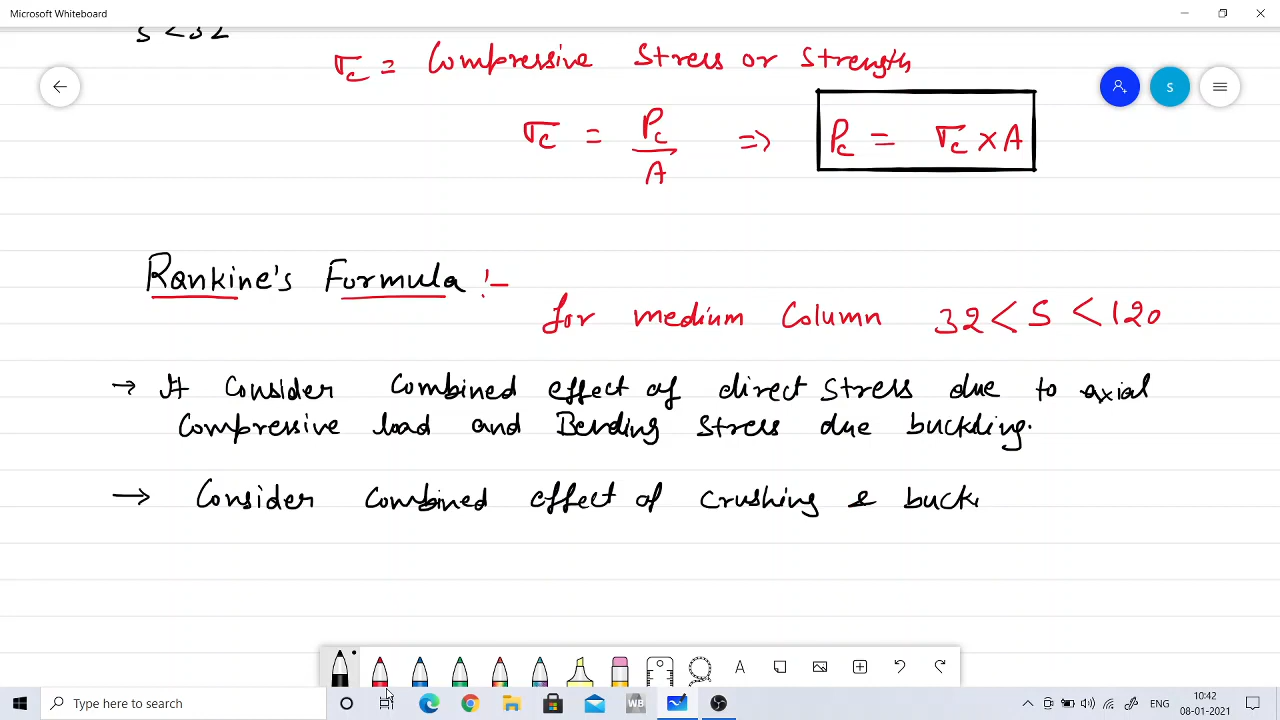 Microsoft Whiteboard
S < 32
σc = Compressive Stress or Strength
σc = Pc / A => Pc = σc × A
S
Rankine's Formula :-
for medium Column 32 < S < 120
→ It Consider Combined effect of direct Stress due to axial
Compressive load and Bending Stress due buckling.
→ Consider Combined effect of Crushing & buck
A
Type here to search
WB
ENG
10:42
08-01-2021